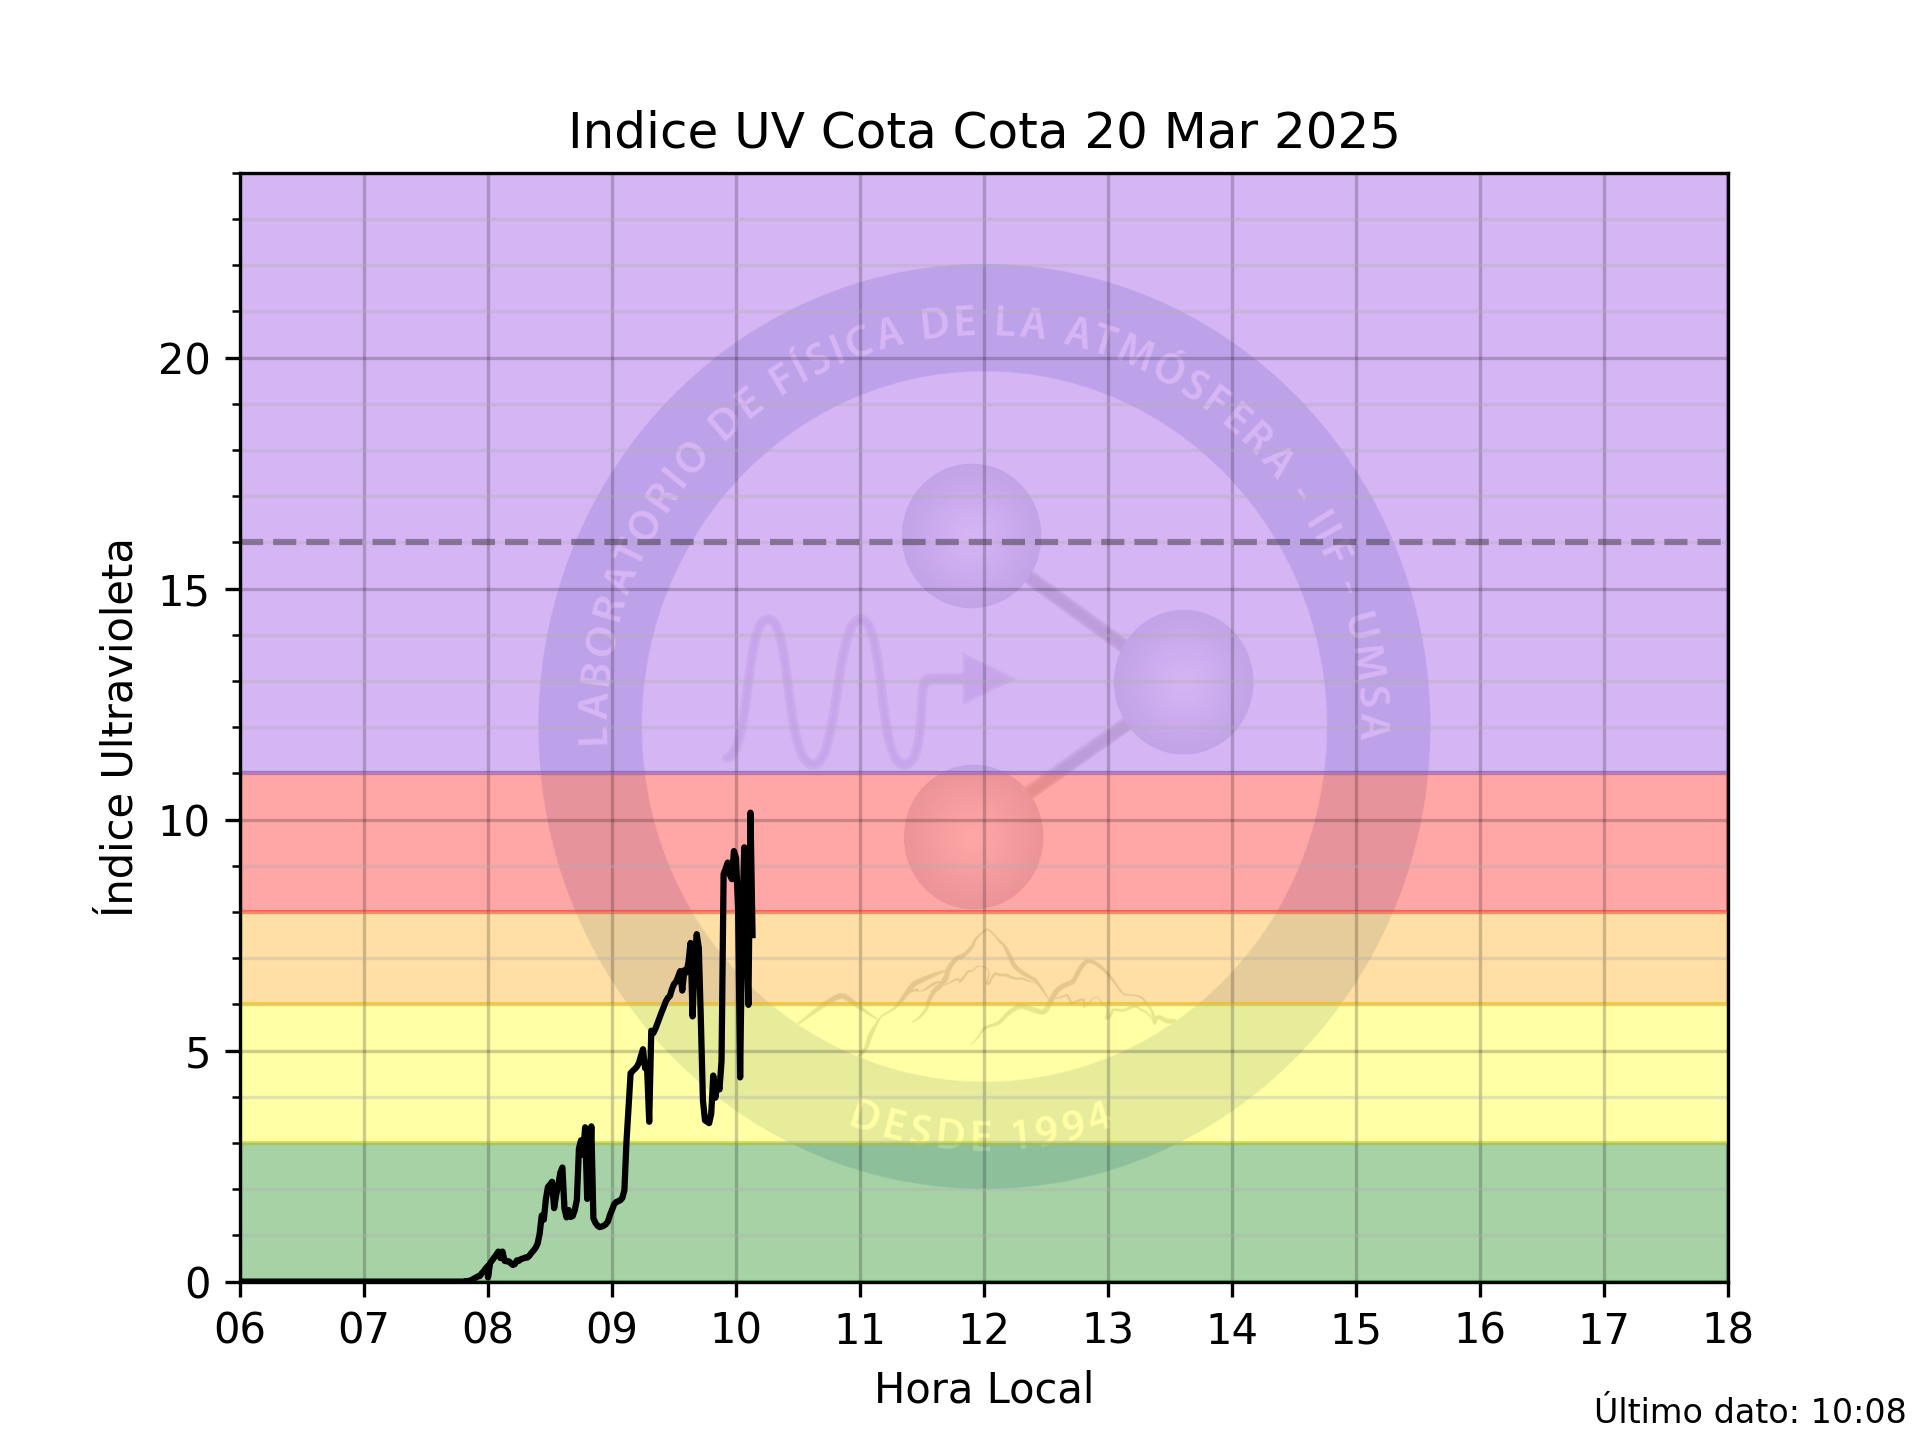 Indice UV Cota Cota 20 Mar 2025
LABORATORIO DE FÍSICA DE LA ATMÓSFERA - IIF - UMSA
DESDE 1994
Índice Ultravioleta
20
15
10
5
0
06 07 08 09 10 11 12 13 14 15 16 17 18
Hora Local
Último dato: 10:08